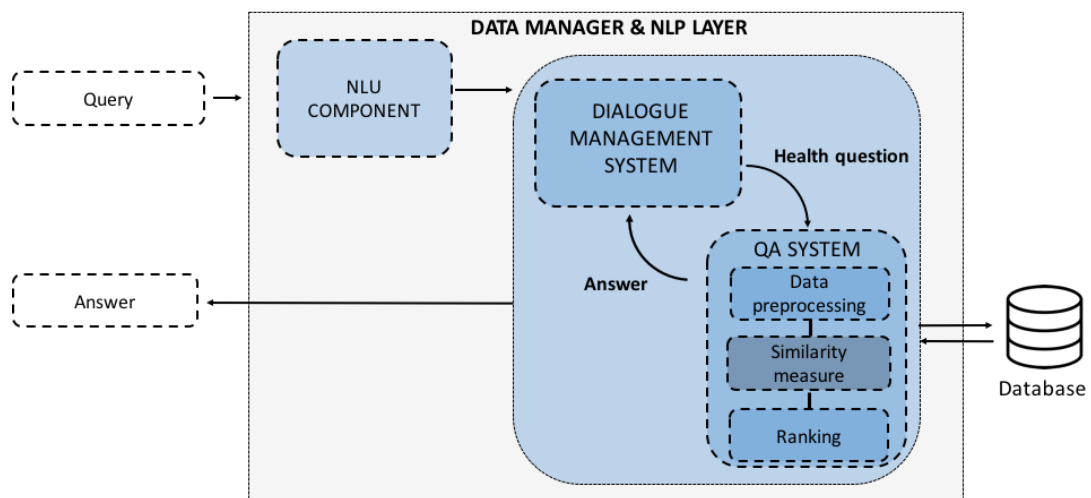 DATA MANAGER & NLP LAYER
Query
NLU
COMPONENT
DIALOGUE
MANAGEMENT
SYSTEM
Health question
QA SYSTEM
Answer
Data
preprocessing
Answer
Similarity
measure
Database
Ranking